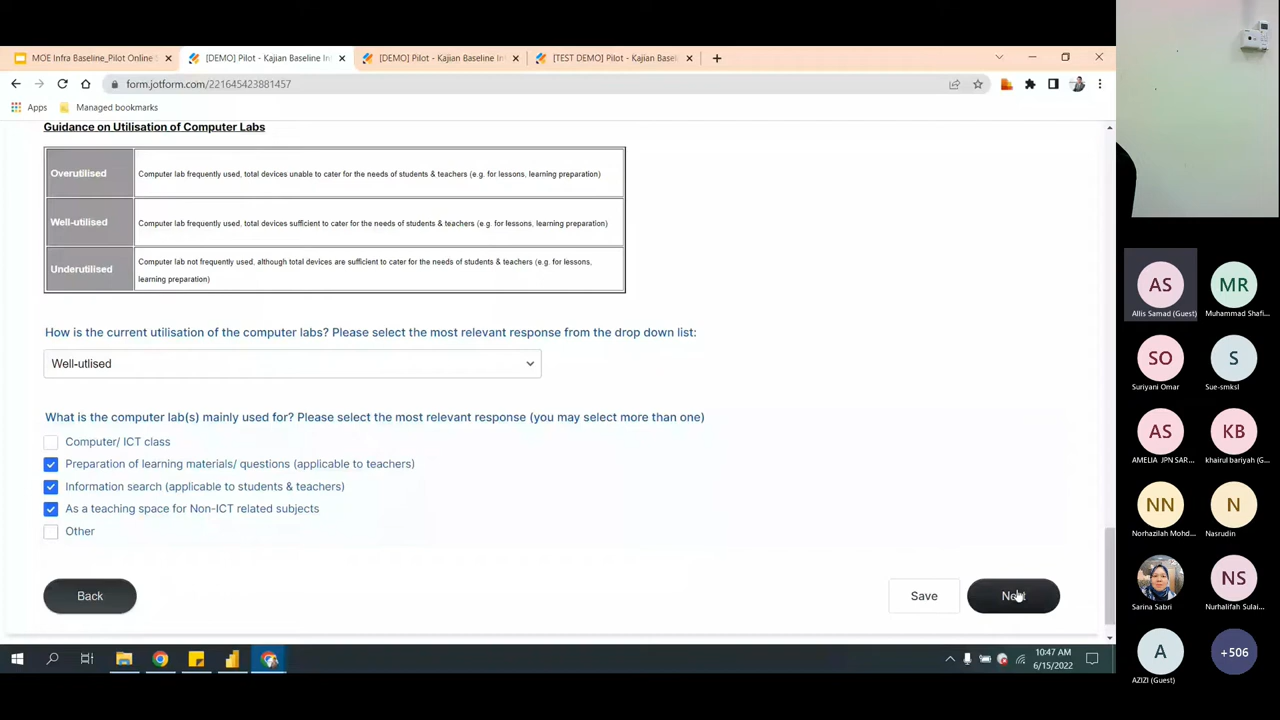 MOE Infra Baseline_Pilot Online
[DEMO] Pilot - Kajian Baseline In
[DEMO] Pilot - Kajian Baseline In
[TEST DEMO] Pilot - Kajian Basel
form.jotform.com/221645423881457
Apps
Managed bookmarks
Guidance on Utilisation of Computer Labs
Overutilised
Computer lab frequently used, total devices unable to cater for the needs of students & teachers (e.g. for lessons, learning preparation)
Well-utilised
Computer lab frequently used, total devices sufficient to cater for the needs of students & teachers (e.g. for lessons, learning preparation)
Underutilised
Computer lab not frequently used, although total devices are sufficient to cater for the needs of students & teachers (e.g. for lessons,
learning preparation)
How is the current utilisation of the computer labs? Please select the most relevant response from the drop down list:
Well-utlised
What is the computer lab(s) mainly used for? Please select the most relevant response (you may select more than one)
Computer/ ICT class
Preparation of learning materials/ questions (applicable to teachers)
Information search (applicable to students & teachers)
As a teaching space for Non-ICT related subjects
Other
Back
Save
Next
10:47 AM
6/15/2022
AS
Allis Samad (Guest)
MR
Muhammad Shafi...
SO
Suriyani Omar
S
Sue-smksl
AS
AMELIA JPN SAR...
KB
khairul bariyah (G...
NN
Norhazilah Mohd...
N
Nasrudin
Sarina Sabri
NS
Nurhalifah Sulai...
A
AZIZI (Guest)
+506